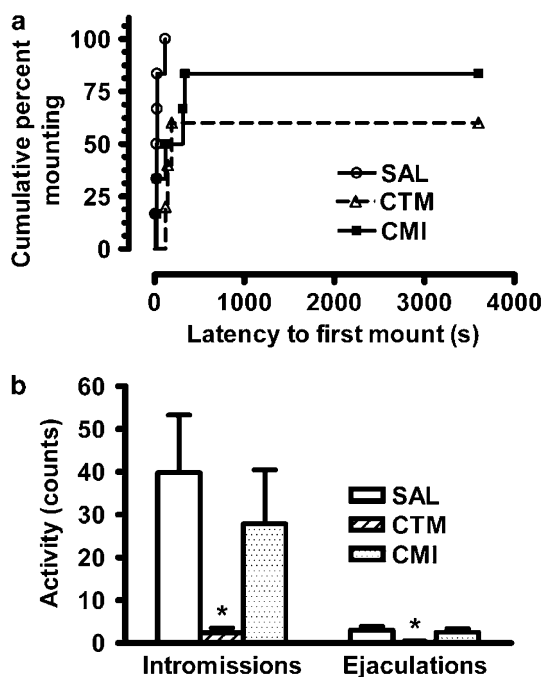 a
Cumulative percent
mounting
100
75
50
25
0
SAL
CTM
CMI
0 1000 2000 3000 4000
Latency to first mount (s)
b
Activity (counts)
60
50
40
30
20
10
0
*
*
SAL
CTM
CMI
Intromissions Ejaculations